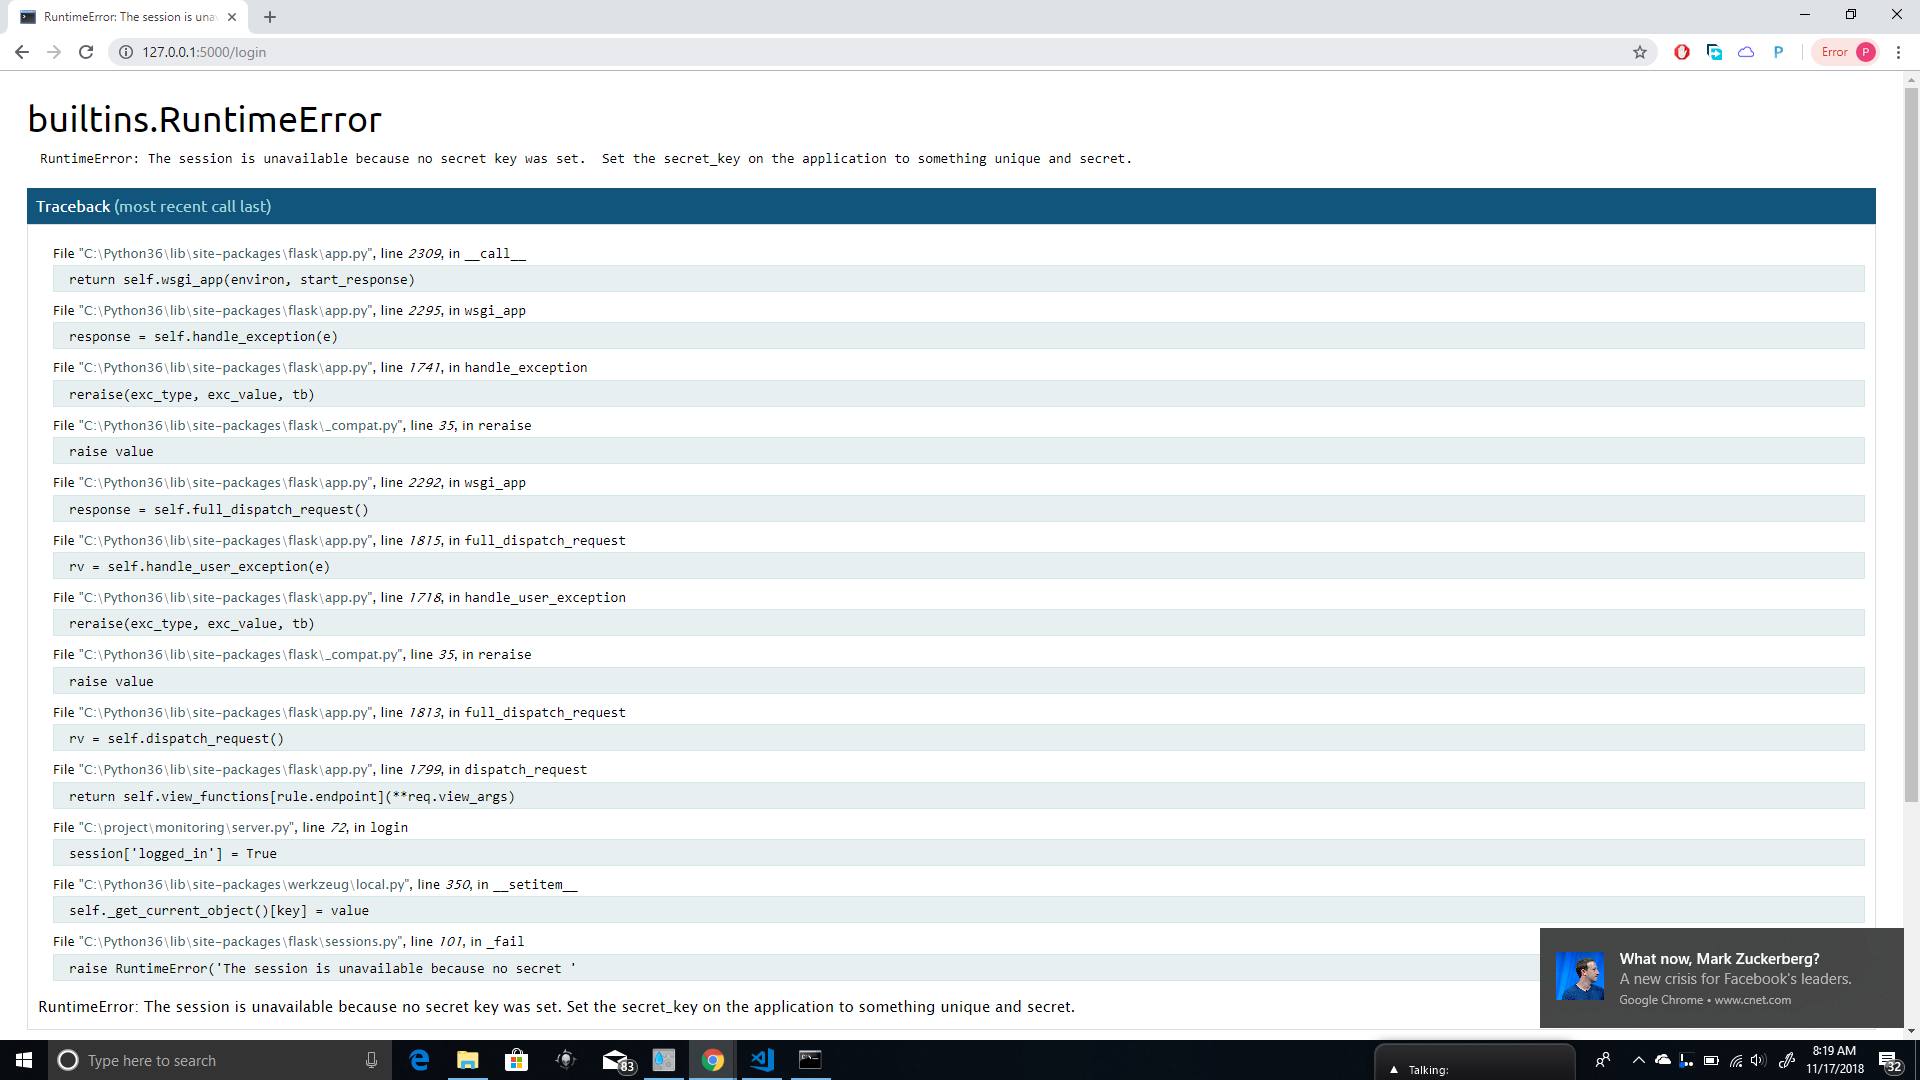 RuntimeError: The session is una
127.0.0.1:5000/login
P
Error P
builtins.RuntimeError
RuntimeError: The session is unavailable because no secret key was set.  Set the secret_key on the application to something unique and secret.
Traceback (most recent call last)
File "C:\Python36\lib\site-packages\flask\app.py", line 2309, in __call__
return self.wsgi_app(environ, start_response)
File "C:\Python36\lib\site-packages\flask\app.py", line 2295, in wsgi_app
response = self.handle_exception(e)
File "C:\Python36\lib\site-packages\flask\app.py", line 1741, in handle_exception
reraise(exc_type, exc_value, tb)
File "C:\Python36\lib\site-packages\flask\_compat.py", line 35, in reraise
raise value
File "C:\Python36\lib\site-packages\flask\app.py", line 2292, in wsgi_app
response = self.full_dispatch_request()
File "C:\Python36\lib\site-packages\flask\app.py", line 1815, in full_dispatch_request
rv = self.handle_user_exception(e)
File "C:\Python36\lib\site-packages\flask\app.py", line 1718, in handle_user_exception
reraise(exc_type, exc_value, tb)
File "C:\Python36\lib\site-packages\flask\_compat.py", line 35, in reraise
raise value
File "C:\Python36\lib\site-packages\flask\app.py", line 1813, in full_dispatch_request
rv = self.dispatch_request()
File "C:\Python36\lib\site-packages\flask\app.py", line 1799, in dispatch_request
return self.view_functions[rule.endpoint](**req.view_args)
File "C:\project\monitoring\server.py", line 72, in login
session['logged_in'] = True
File "C:\Python36\lib\site-packages\werkzeug\local.py", line 350, in __setitem__
self._get_current_object()[key] = value
File "C:\Python36\lib\site-packages\flask\sessions.py", line 101, in _fail
raise RuntimeError('The session is unavailable because no secret '
RuntimeError: The session is unavailable because no secret key was set. Set the secret_key on the application to something unique and secret.
What now, Mark Zuckerberg?
A new crisis for Facebook's leaders.
Google Chrome • www.cnet.com
Type here to search
83
Talking:
8:19 AM
11/17/2018
32